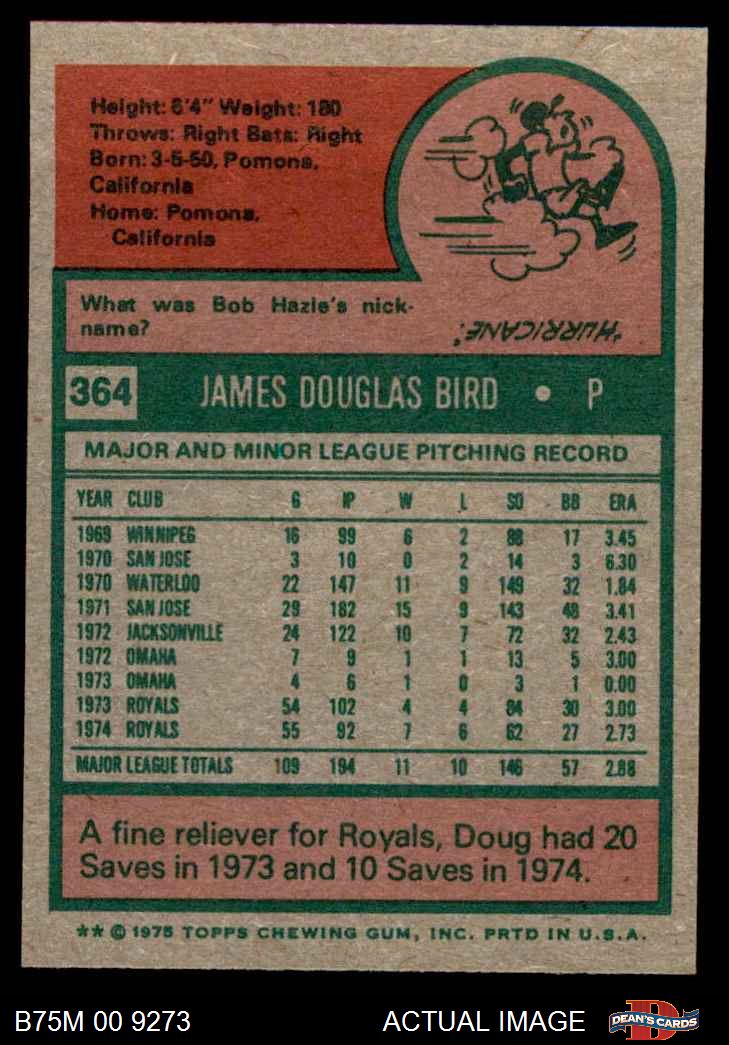 Height: 6'4" Weight: 180
Throws: Right Bats: Right
Born: 3-5-50, Pomona,
California
Home: Pomona,
California
What was Bob Hazle's nick-
name?
"HURRICANE."
364 JAMES DOUGLAS BIRD • P
MAJOR AND MINOR LEAGUE PITCHING RECORD
YEAR CLUB G IP W L SO BB ERA
1969 WINNIPEG 16 99 6 2 88 17 3.45
1970 SAN JOSE 3 10 0 2 14 3 6.30
1970 WATERLOO 22 147 11 9 149 32 1.84
1971 SAN JOSE 29 182 15 9 143 48 3.41
1972 JACKSONVILLE 24 122 10 7 72 32 2.43
1972 OMAHA 7 9 1 1 13 5 3.00
1973 OMAHA 4 6 1 0 3 1 0.00
1973 ROYALS 54 102 4 4 84 30 3.00
1974 ROYALS 55 92 7 6 62 27 2.73
MAJOR LEAGUE TOTALS 109 194 11 10 146 57 2.88
A fine reliever for Royals, Doug had 20
Saves in 1973 and 10 Saves in 1974.
** © 1975 TOPPS CHEWING GUM, INC. PRTD IN U.S.A.
B75M 00 9273 ACTUAL IMAGE DEAN'S CARDS